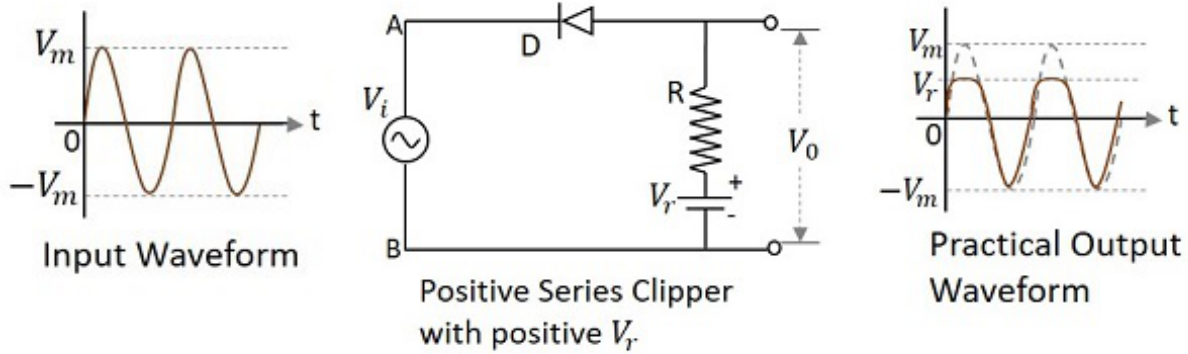 V_m
0
t
−V_m
Input Waveform
A
D
V_i
R
V_r
+
-
V_0
B
Positive Series Clipper
with positive V_r
V_m
V_r
0
t
−V_m
Practical Output
Waveform